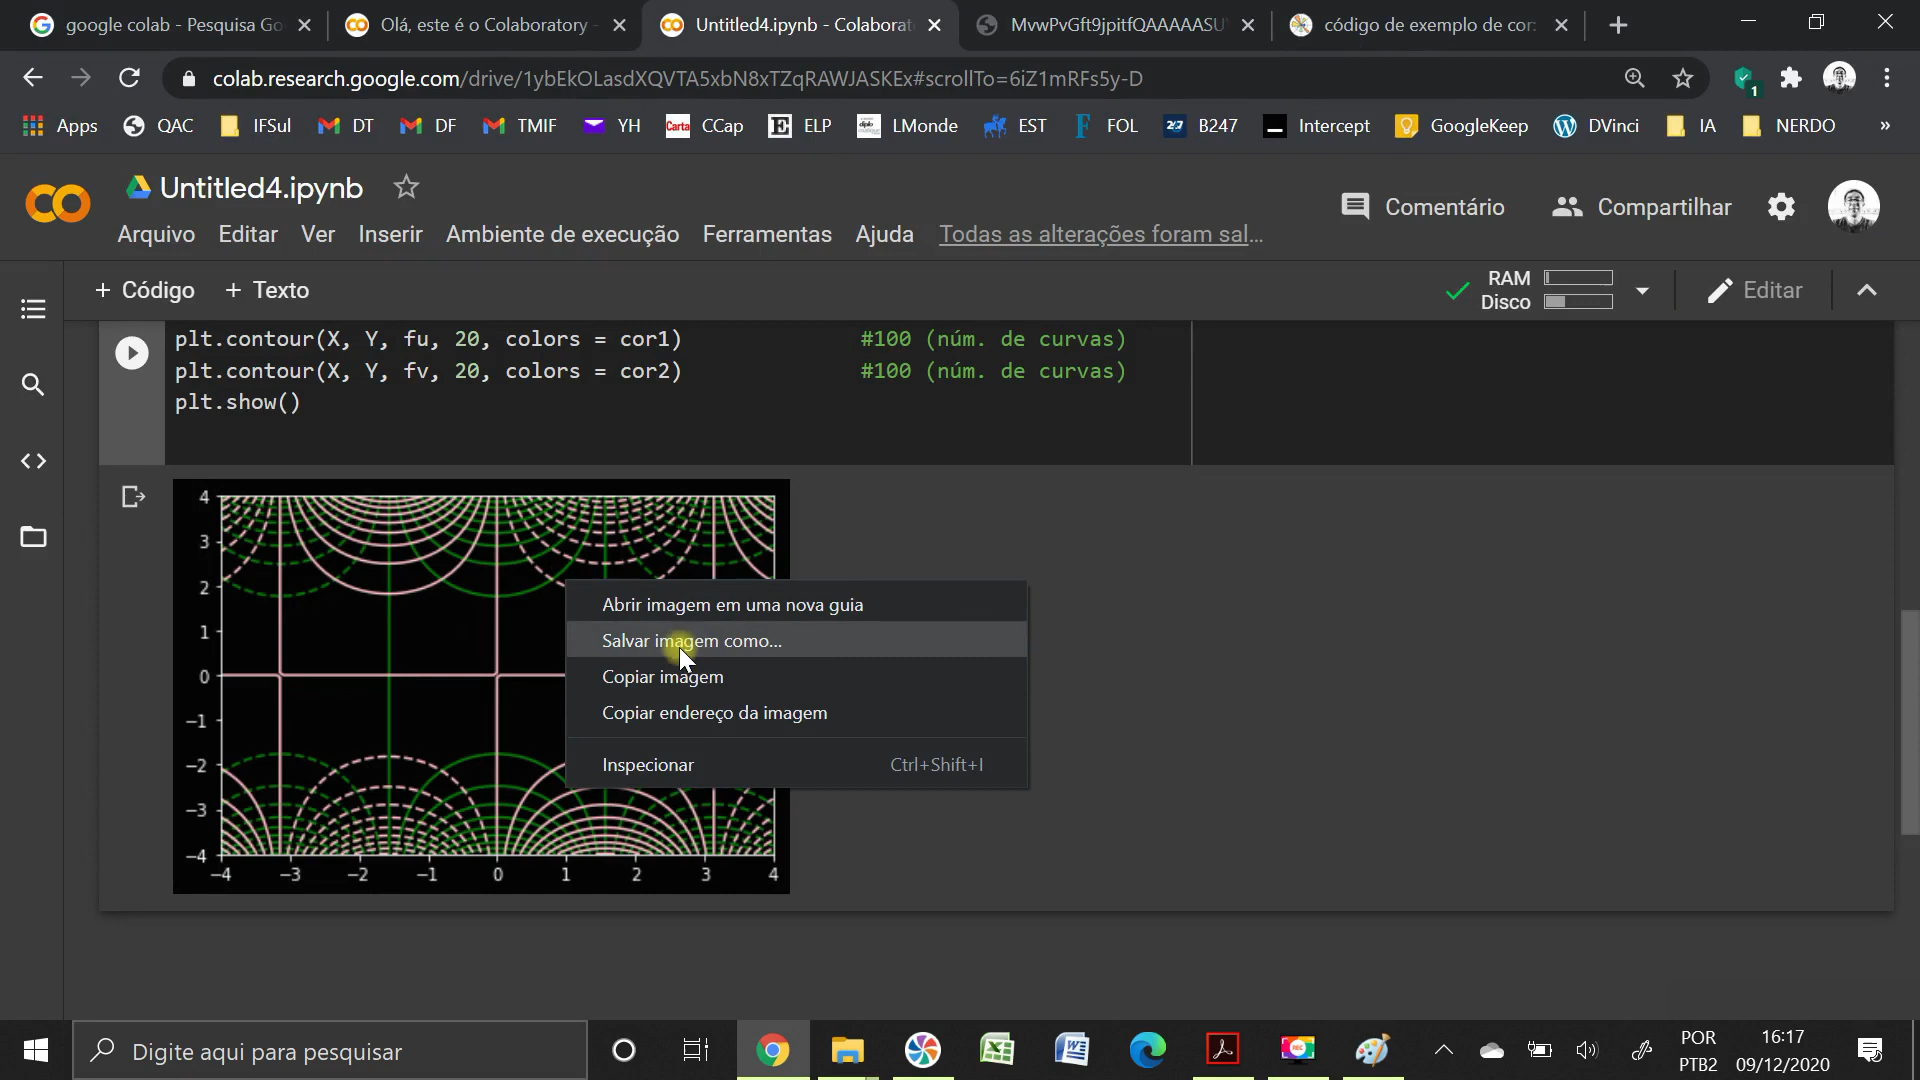 google colab - Pesquisa Go
Olá, este é o Colaboratory -
Untitled4.ipynb - Colaborat
MvwPvGft9jpitfQAAAAASU
código de exemplo de cor:
colab.research.google.com/drive/1ybEkOLasdXQVTA5xbN8xTZqRAWJASKEx#scrollTo=6iZ1mRFs5y-D
1
Apps QAC IFSul DT DF TMIF YH Carta CCap E ELP LMonde EST F FOL 247 B247 Intercept GoogleKeep DVinci IA NERDO »
Untitled4.ipynb
Comentário
Compartilhar
Arquivo Editar Ver Inserir Ambiente de execução Ferramentas Ajuda Todas as alterações foram sal...
+ Código + Texto
RAM
Disco
Editar
plt.contour(X, Y, fu, 20, colors = cor1) #100 (núm. de curvas)
plt.contour(X, Y, fv, 20, colors = cor2) #100 (núm. de curvas)
plt.show()
4
3
2
1
0
−1
−2
−3
−4
−4 −3 −2 −1 0 1 2 3 4
Abrir imagem em uma nova guia
Salvar imagem como...
Copiar imagem
Copiar endereço da imagem
Inspecionar Ctrl+Shift+I
Digite aqui para pesquisar
REC
POR
PTB2
16:17
09/12/2020